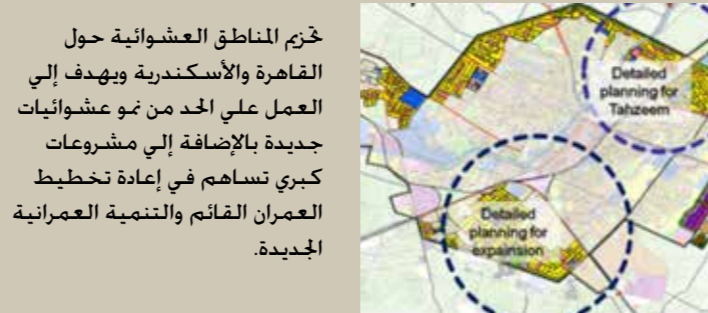 تحزيم المناطق العشوائية حول
القاهرة والأسكندرية ويهدف إلي
العمل علي الحد من نمو عشوائيات
جديدة بالإضافة إلي مشروعات
كبري تساهم في إعادة تخطيط
العمران القائم والتنمية العمرانية
الجديدة.
Detailed
planning for
Tahzeem
Detailed
planning for
expainsion